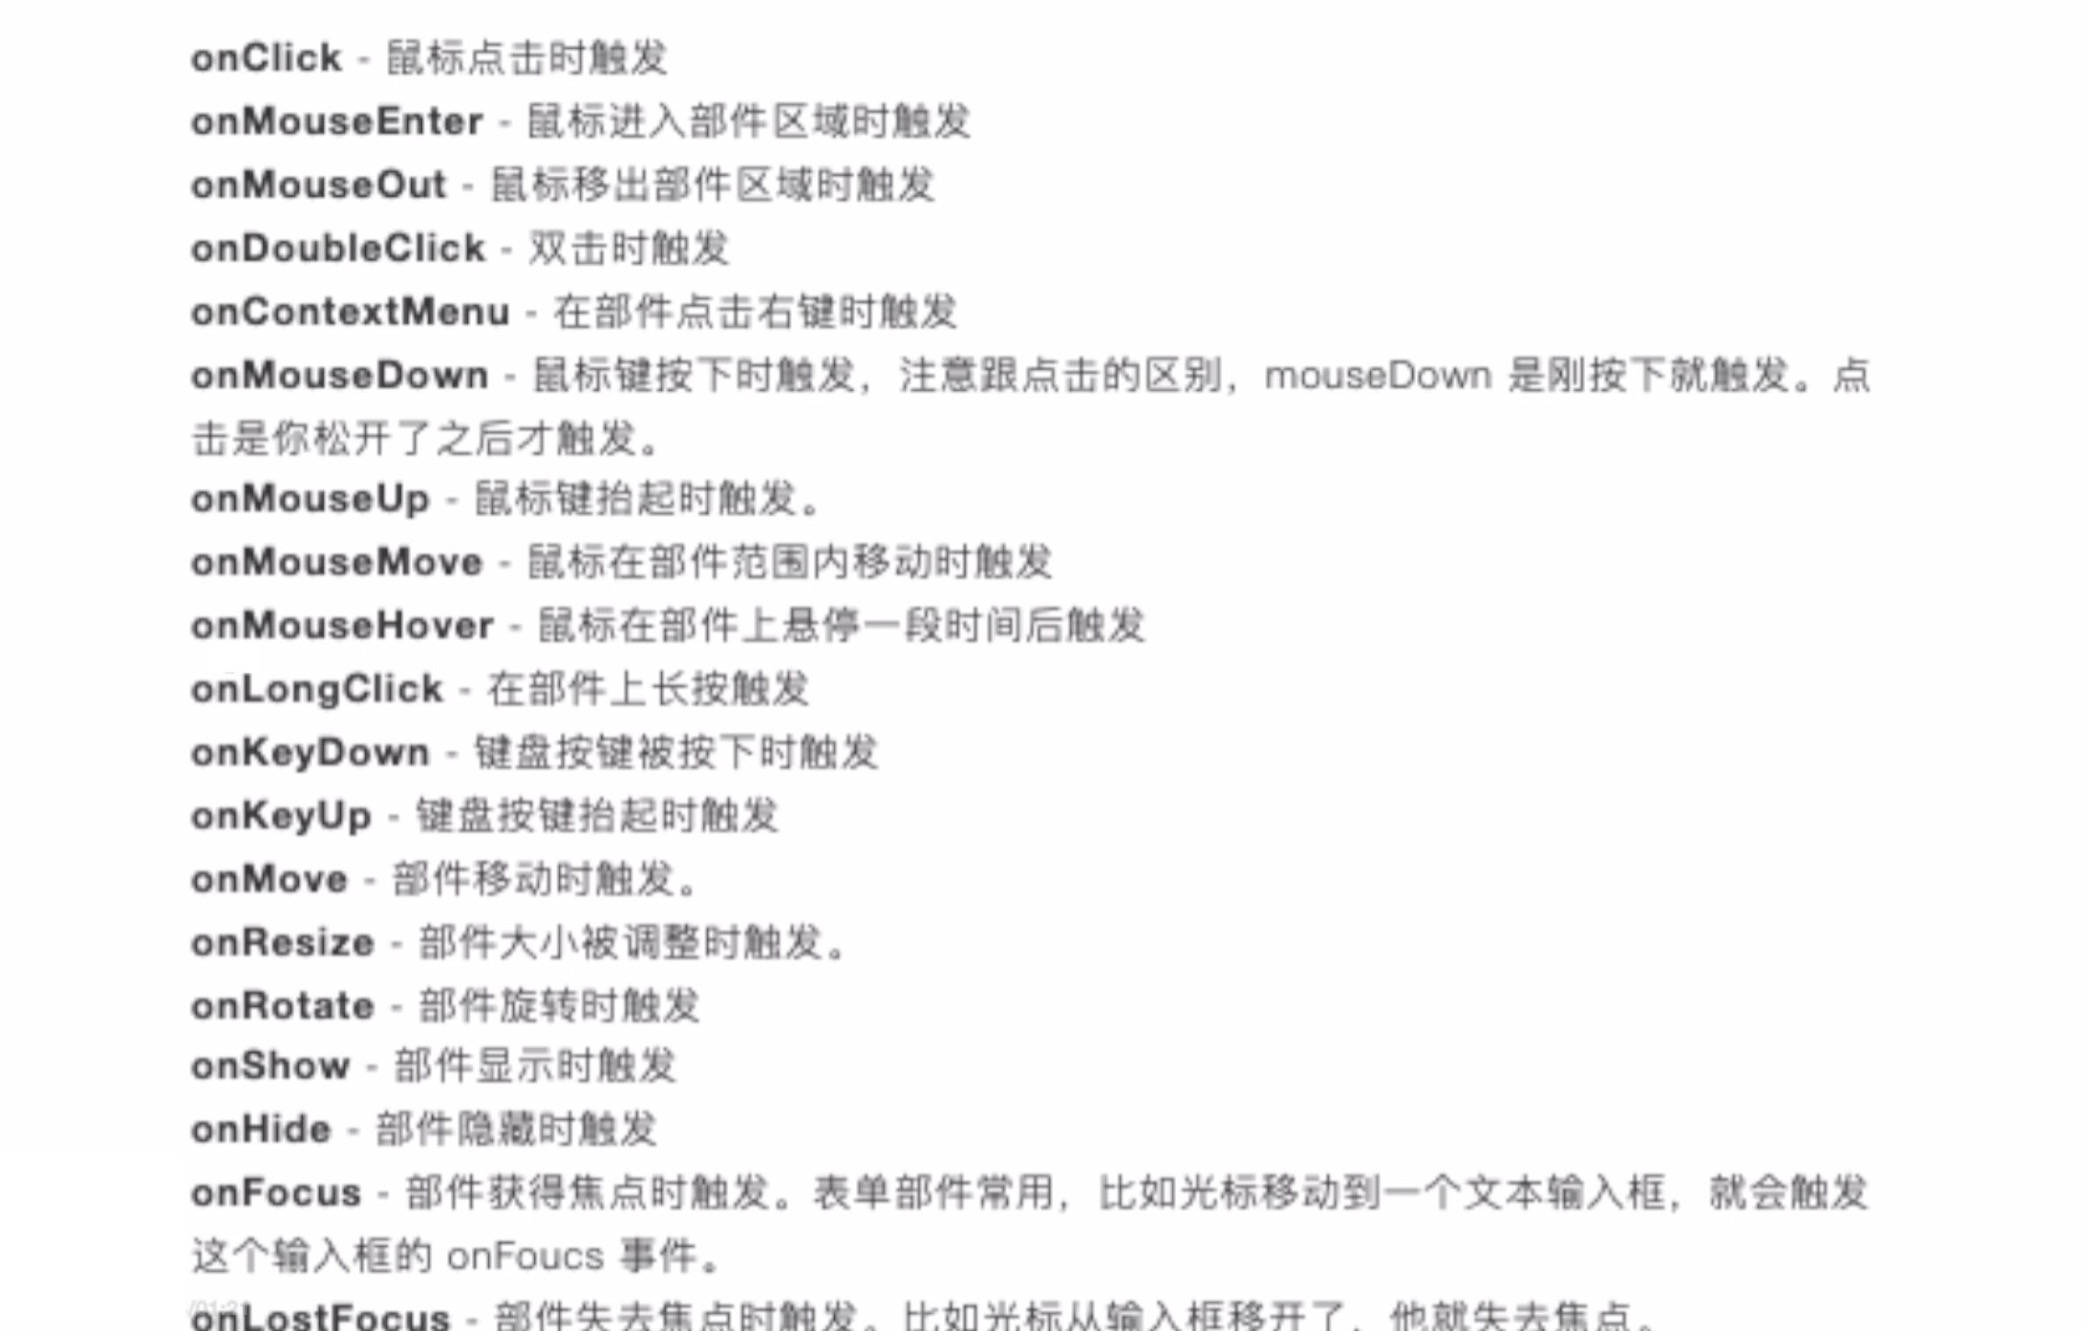 onClick - 鼠标点击时触发
onMouseEnter - 鼠标进入部件区域时触发
onMouseOut - 鼠标移出部件区域时触发
onDoubleClick - 双击时触发
onContextMenu - 在部件点击右键时触发
onMouseDown - 鼠标键按下时触发，注意跟点击的区别，mouseDown 是刚按下就触发。点
击是你松开了之后才触发。
onMouseUp - 鼠标键抬起时触发。
onMouseMove - 鼠标在部件范围内移动时触发
onMouseHover - 鼠标在部件上悬停一段时间后触发
onLongClick - 在部件上长按触发
onKeyDown - 键盘按键被按下时触发
onKeyUp - 键盘按键抬起时触发
onMove - 部件移动时触发。
onResize - 部件大小被调整时触发。
onRotate - 部件旋转时触发
onShow - 部件显示时触发
onHide - 部件隐藏时触发
onFocus - 部件获得焦点时触发。表单部件常用，比如光标移动到一个文本输入框，就会触发
这个输入框的 onFoucs 事件。
onLostFocus - 部件失去焦点时触发。比如光标从输入框移开了，他就失去焦点。